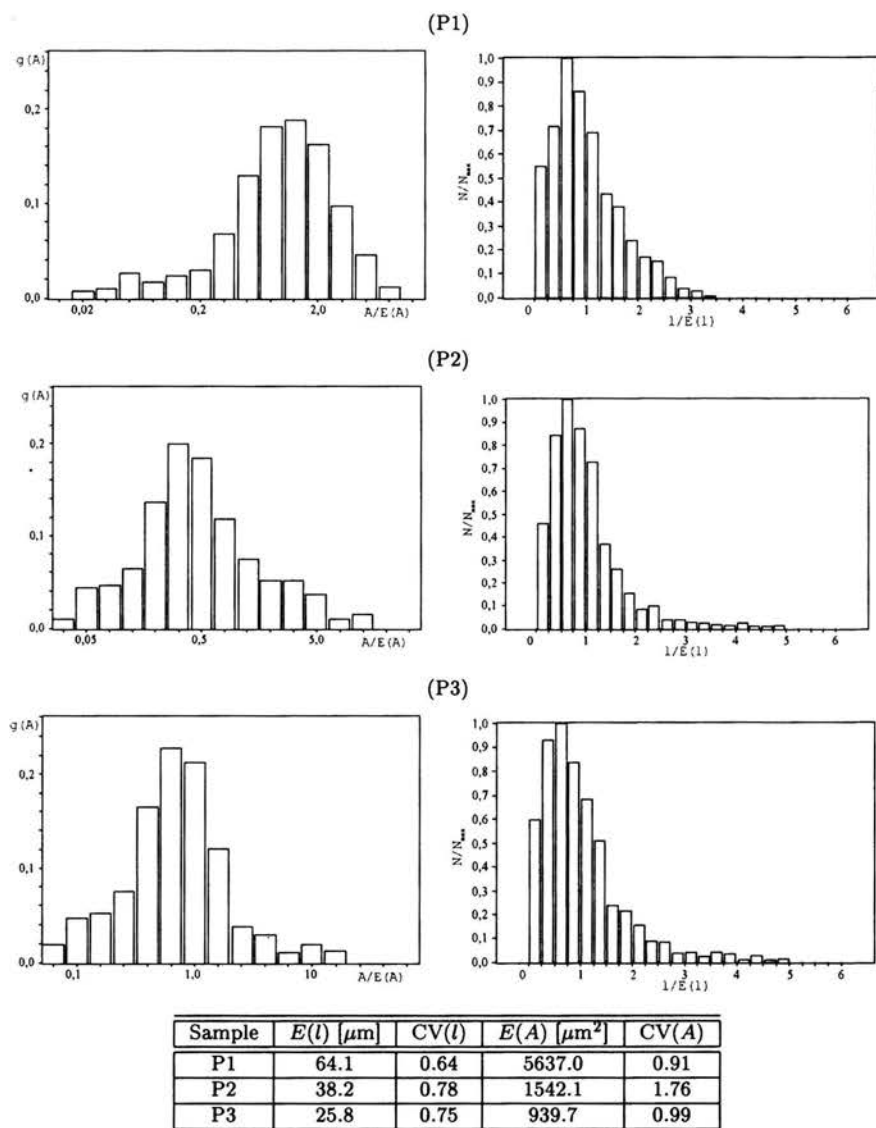 (P1)
g(A)
0,2
0,1
0,0
0,02 0,2 2,0
A/E(A)
1,0
0,9
0,8
0,7
0,6
0,5
0,4
0,3
0,2
0,1
0,0
N/Nmax
0 1 2 3 4 5 6
l/E(l)
(P2)
g(A)
0,2
0,1
0,0
0,05 0,5 5,0
A/E(A)
1,0
0,9
0,8
0,7
0,6
0,5
0,4
0,3
0,2
0,1
0,0
N/Nmax
0 1 2 3 4 5 6
l/E(l)
(P3)
g(A)
0,2
0,1
0,0
0,1 1,0 10
A/E(A)
1,0
0,9
0,8
0,7
0,6
0,5
0,4
0,3
0,2
0,1
0,0
N/Nmax
0 1 2 3 4 5 6
l/E(l)
Sample E(l) [μm] CV(l) E(A) [μm²] CV(A)
P1 64.1 0.64 5637.0 0.91
P2 38.2 0.78 1542.1 1.76
P3 25.8 0.75 939.7 0.99